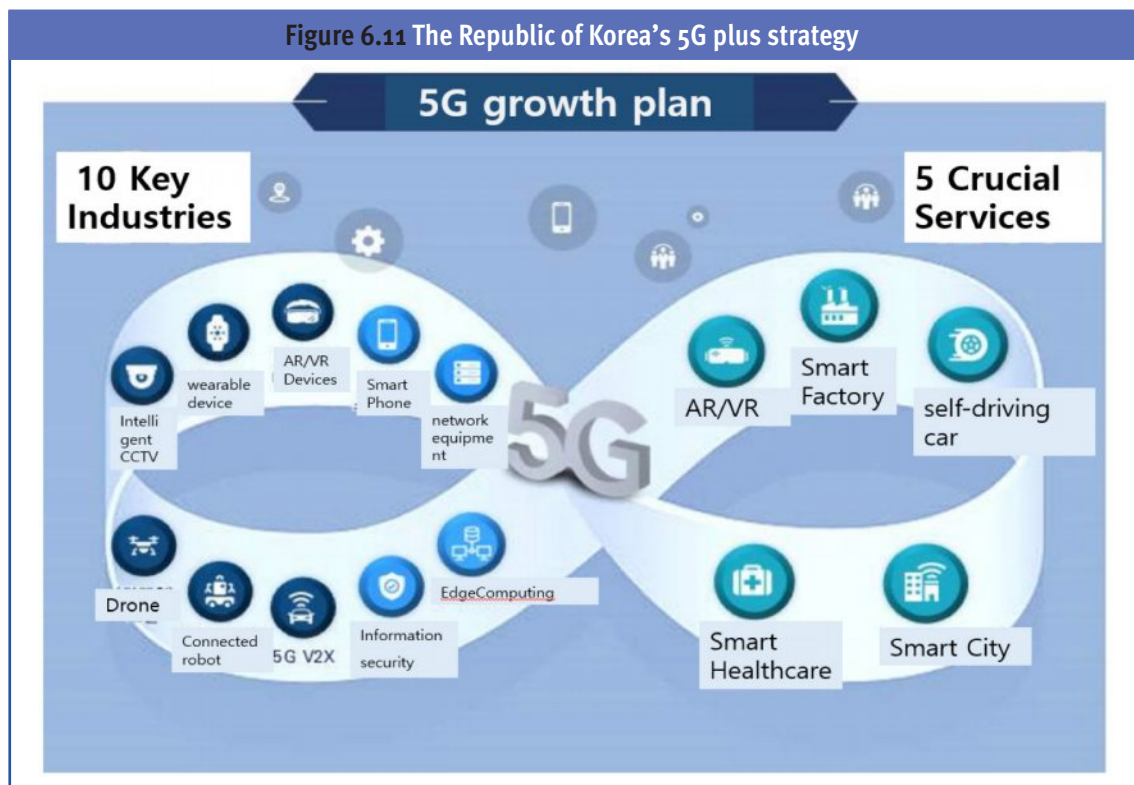 Figure 6.11 The Republic of Korea's 5G plus strategy
5G growth plan
10 Key
Industries
5 Crucial
Services
Intelli
gent
CCTV
wearable
device
AR/VR
Devices
Smart
Phone
network
equipme
nt
Drone
Connected
robot
5G V2X
Information
security
EdgeComputing
5G
AR/VR
Smart
Factory
self-driving
car
Smart
Healthcare
Smart City